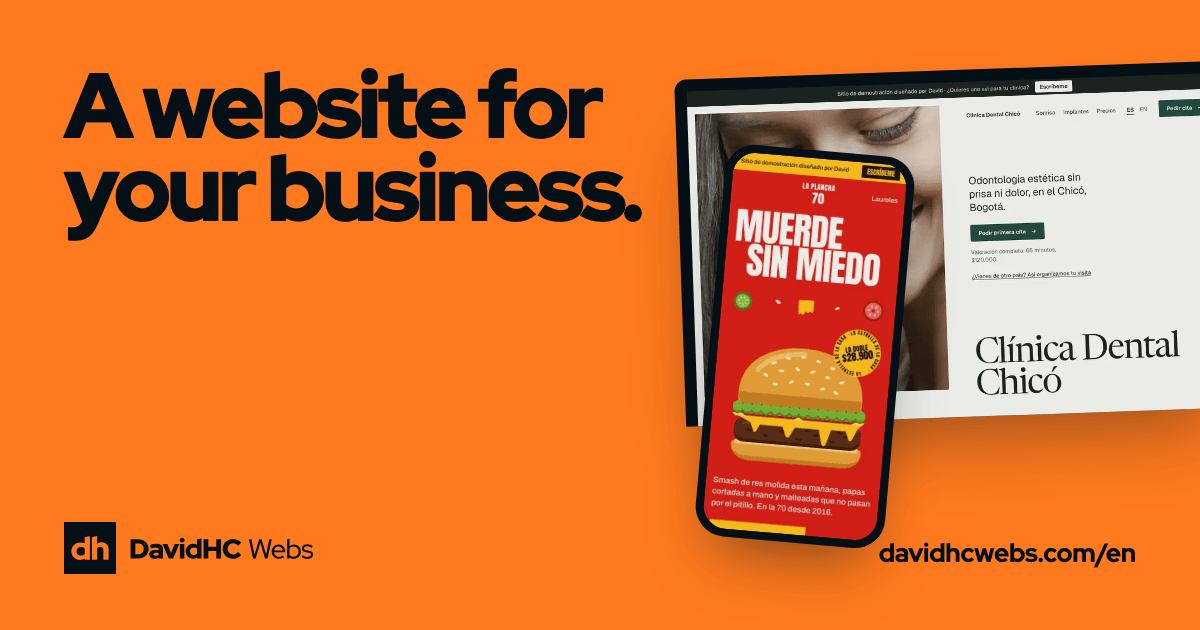 A website for
your business.
Sitio de demostración diseñado por David · ¿Quieres uno así para tu clínica?
Escríbeme
Clínica Dental Chicó
Sonrisa
Implantes
Precios
ES
EN
Pedir cita
Odontología estética sin
prisa ni dolor, en el Chicó,
Bogotá.
Pedir primera cita →
Valoración completa: 65 minutos,
$120.000.
¿Vienes de otro país? Así organizamos tu visita
Clínica Dental
Chicó
Sitio de demostración diseñado por David
ESCRÍBEME
LA PLANCHA
70
Laureles
MUERDE
SIN MIEDO
LA DOBLE
$28.900
Smash de res molida esta mañana, papas
cortadas a mano y malteadas que no pasan
por el pitillo. En la 70 desde 2016.
dh
DavidHC Webs
davidhcwebs.com/en